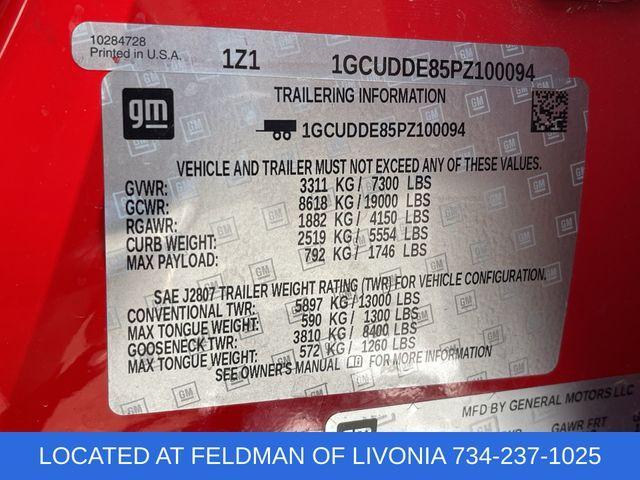 10284728
Printed in U.S.A.
1Z1
1GCUDDE85PZ100094
gm
TRAILERING INFORMATION
1GCUDDE85PZ100094
VEHICLE AND TRAILER MUST NOT EXCEED ANY OF THESE VALUES.
GVWR: 3311 KG / 7300 LBS
GCWR: 8618 KG / 19000 LBS
RGAWR: 1882 KG / 4150 LBS
CURB WEIGHT: 2519 KG / 5554 LBS
MAX PAYLOAD: 792 KG / 1746 LBS
SAE J2807 TRAILER WEIGHT RATING (TWR) FOR VEHICLE CONFIGURATION.
CONVENTIONAL TWR: 5897 KG / 13000 LBS
MAX TONGUE WEIGHT: 590 KG / 1300 LBS
GOOSENECK TWR: 3810 KG / 8400 LBS
MAX TONGUE WEIGHT: 572 KG / 1260 LBS
SEE OWNER'S MANUAL FOR MORE INFORMATION
MFD BY GENERAL MOTORS LLC
GAWR FRT
LOCATED AT FELDMAN OF LIVONIA 734-237-1025